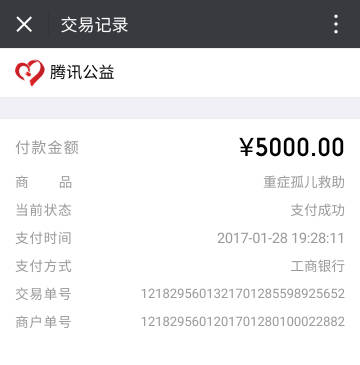 交易记录
腾讯公益
付款金额 ¥5000.00
商 品 重症孤儿救助
当前状态 支付成功
支付时间 2017-01-28 19:28:11
支付方式 工商银行
交易单号 1218295601321701285598925652
商户单号 1218295601201701280100022882